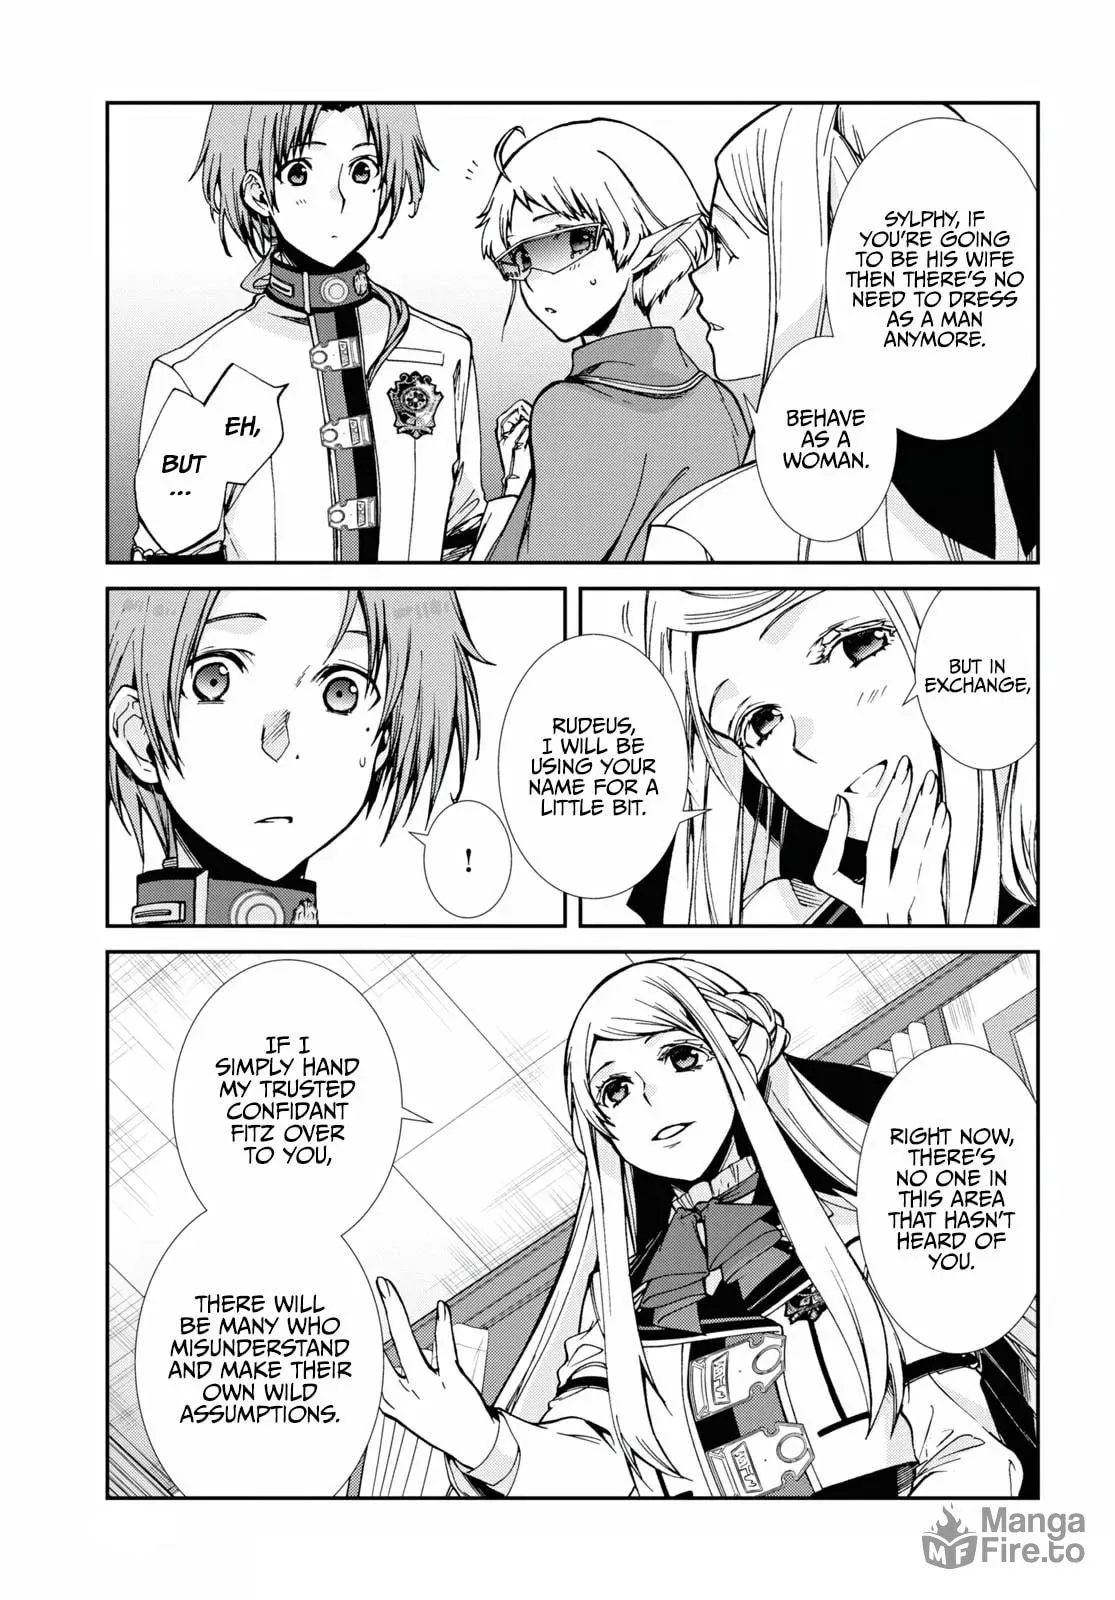 SYLPHY, IF
YOU'RE GOING
TO BE HIS WIFE
THEN THERE'S NO
NEED TO DRESS
AS A MAN
ANYMORE.
BEHAVE
AS A
WOMAN.
EH,
BUT
...
BUT IN
EXCHANGE,
RUDEUS,
I WILL BE
USING YOUR
NAME FOR A
LITTLE BIT.
!
RIGHT NOW,
THERE'S
NO ONE IN
THIS AREA
THAT HASN'T
HEARD OF
YOU.
IF I
SIMPLY HAND
MY TRUSTED
CONFIDANT
FITZ OVER
TO YOU,
THERE WILL
BE MANY WHO
MISUNDERSTAND
AND MAKE THEIR
OWN WILD
ASSUMPTIONS.
MF
Manga
Fire.to